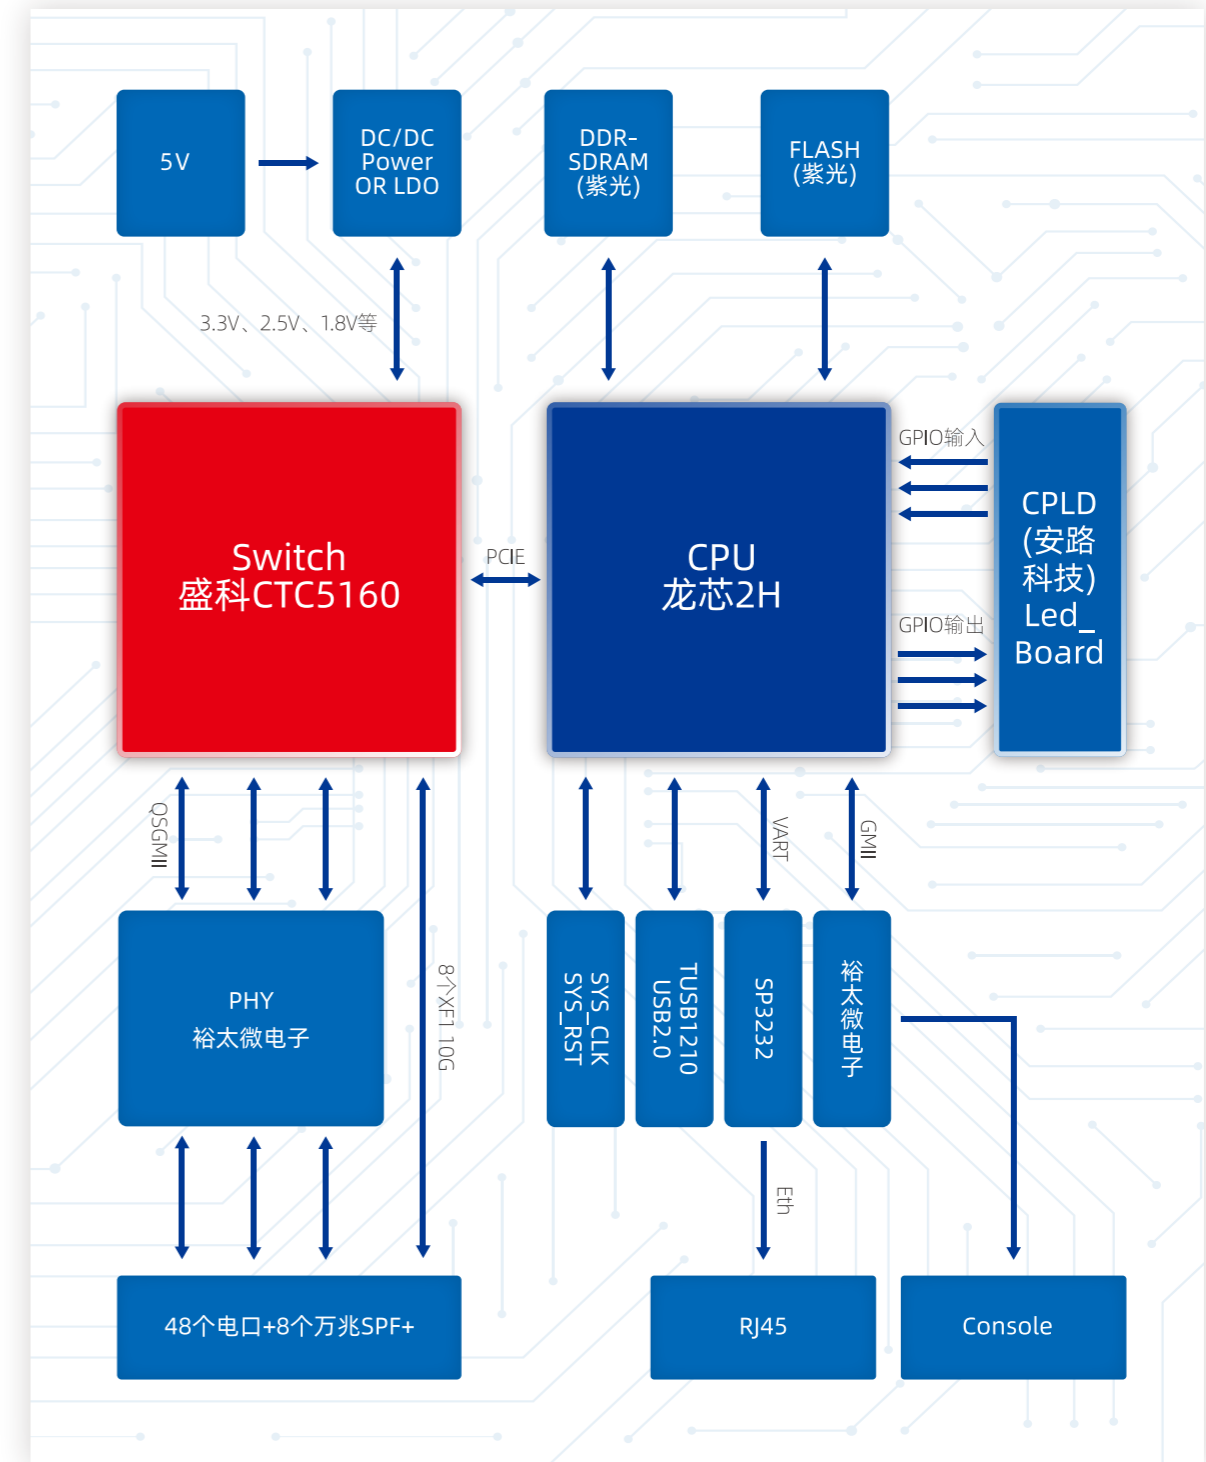 5V
DC/DC
Power
OR LDO
DDR-
SDRAM
(紫光)
FLASH
(紫光)
3.3V、2.5V、1.8V等
Switch
盛科CTC5160
PCIE
CPU
龙芯2H
GPIO输入
GPIO输出
CPLD
(安路
科技)
Led_
Board
QSGMII
8个XF1 10G
VART
GMII
PHY
裕太微电子
SYS_CLK
SYS_RST
TUSB1210
USB2.0
SP3232
裕太微电子
Eth
48个电口+8个万兆SPF+
RJ45
Console